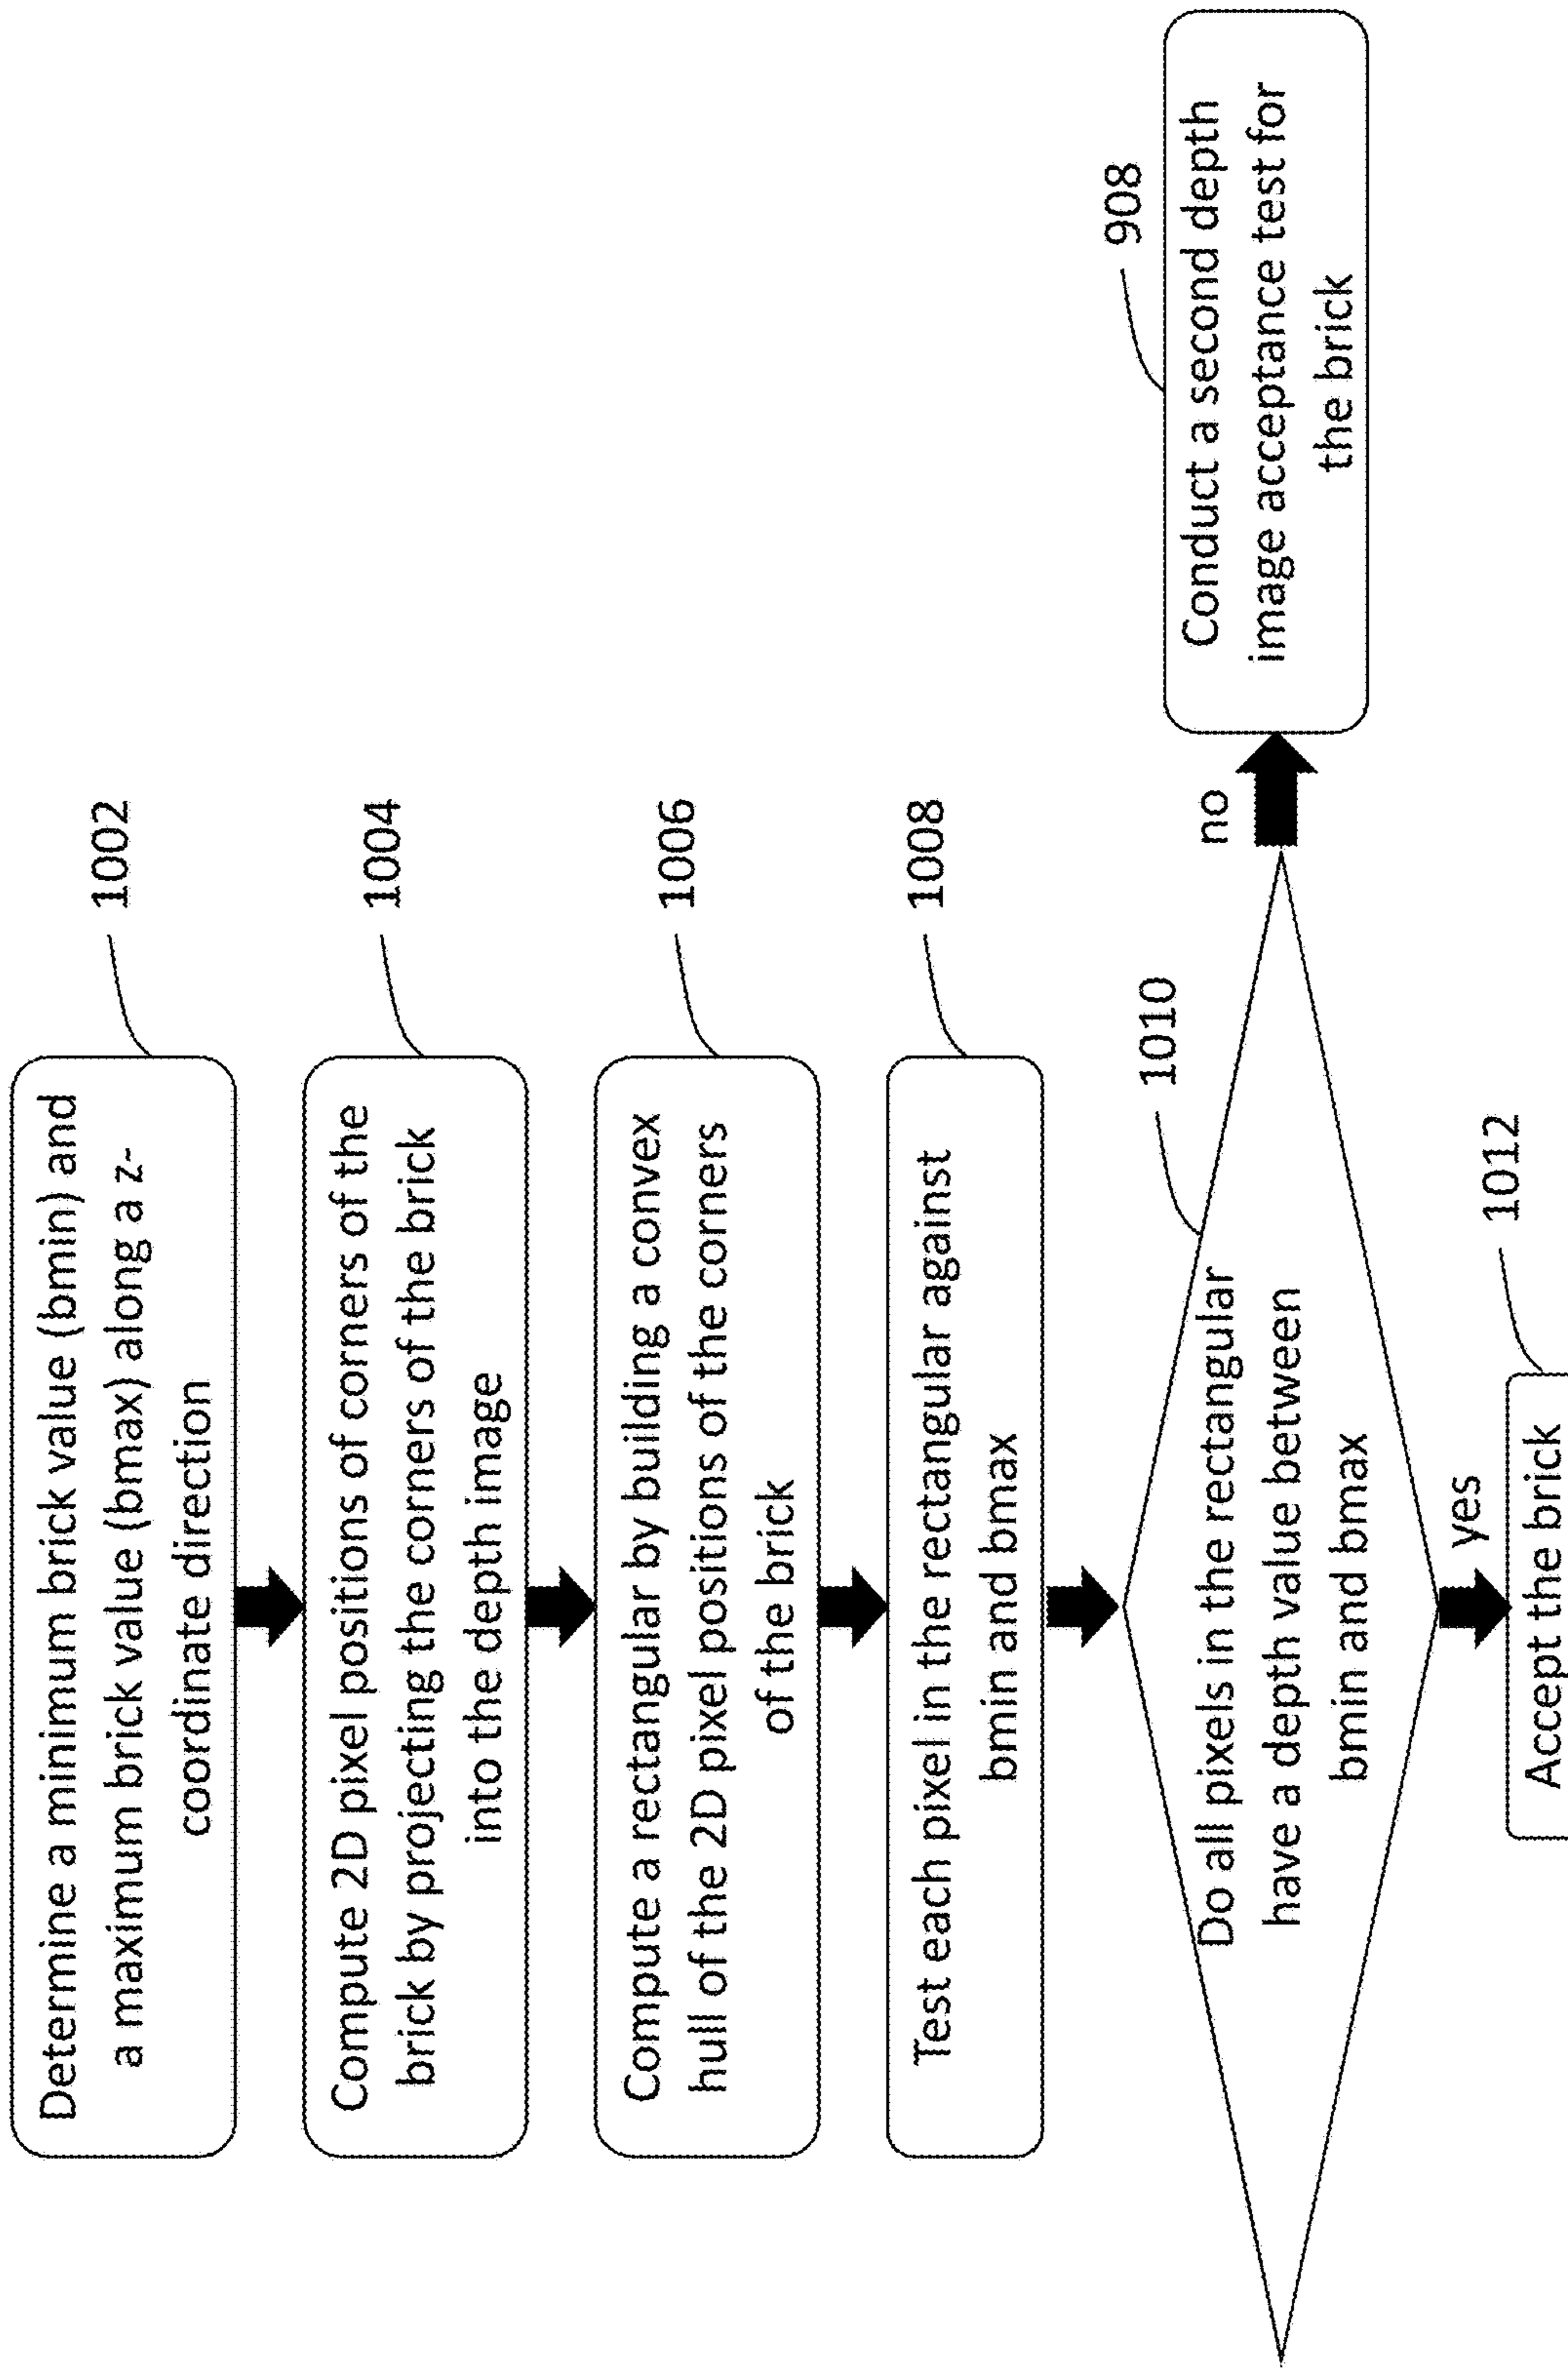 Determine a minimum brick value (bmin) and
a maximum brick value (bmax) along a z-
coordinate direction
1002
Compute 2D pixel positions of corners of the
brick by projecting the corners of the brick
into the depth image
1004
Compute a rectangular by building a convex
hull of the 2D pixel positions of the corners
of the brick
1006
Test each pixel in the rectangular against
bmin and bmax
1008
Do all pixels in the rectangular
have a depth value between
bmin and bmax
1010
no
Conduct a second depth
image acceptance test for
the brick
908
yes
Accept the brick
1012